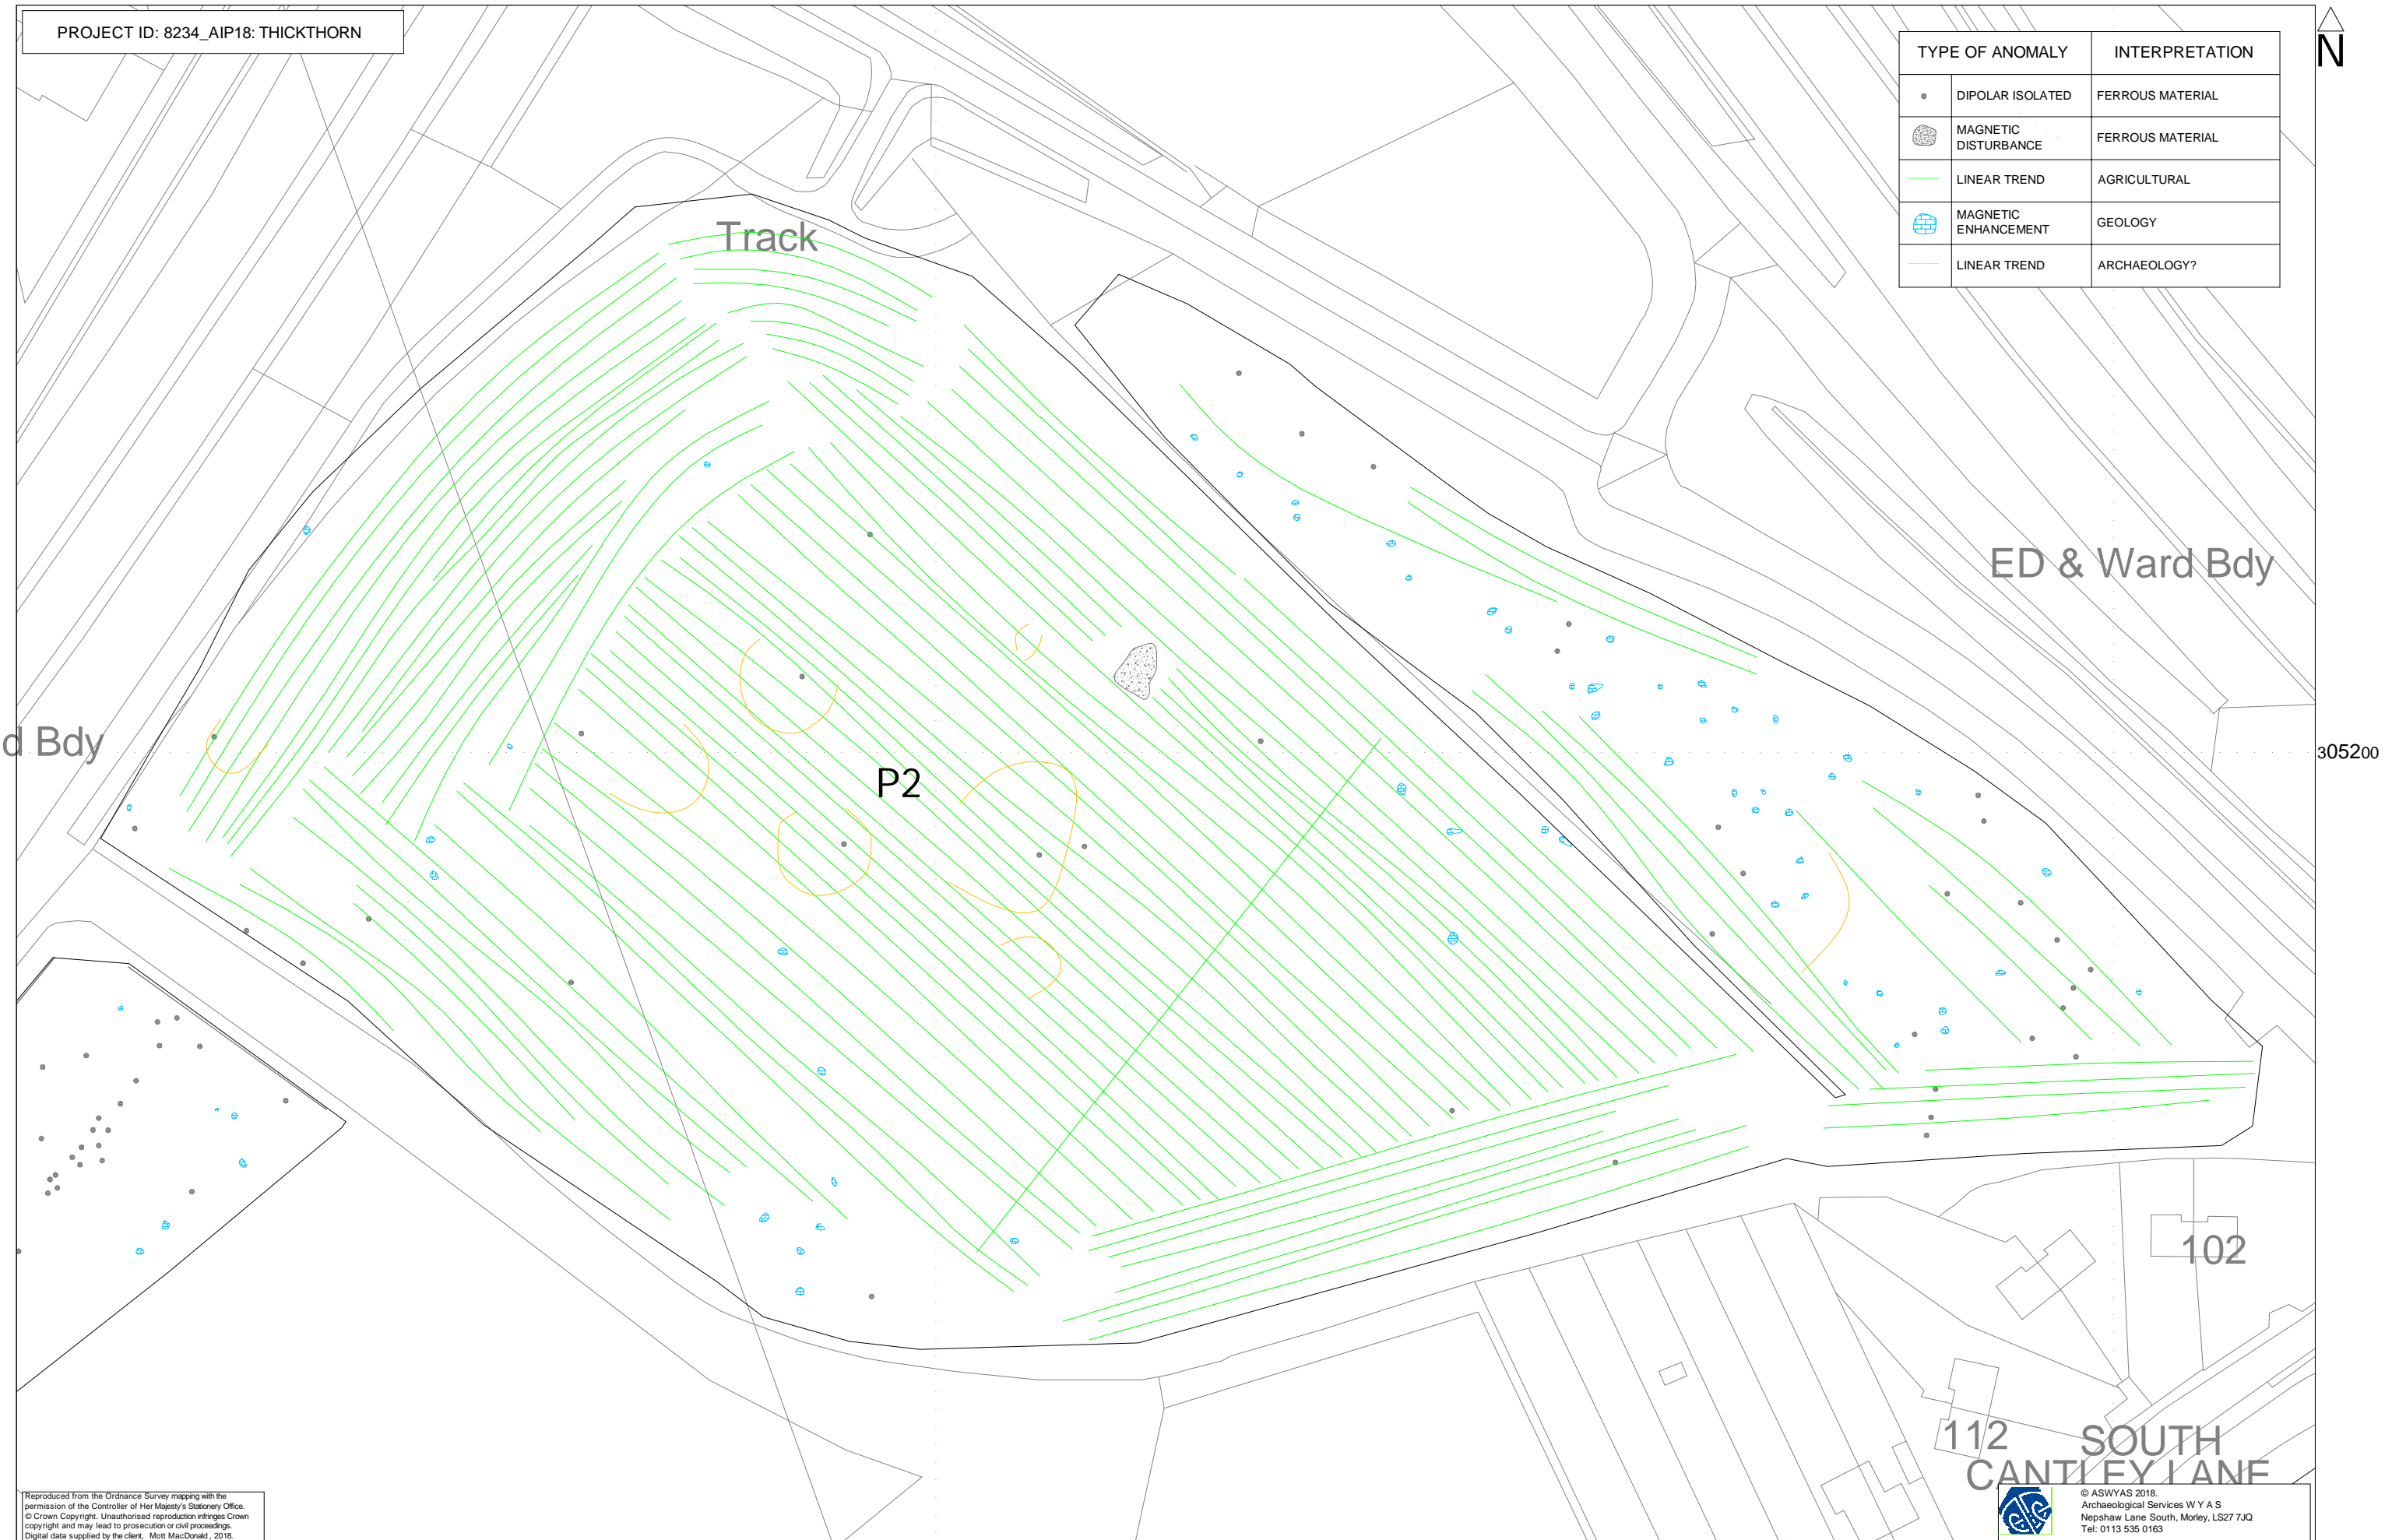 PROJECT ID: 8234_AIP18: THICKTHORN
N
TYPE OF ANOMALY INTERPRETATION
DIPOLAR ISOLATED FERROUS MATERIAL
MAGNETIC
DISTURBANCE
FERROUS MATERIAL
LINEAR TREND AGRICULTURAL
MAGNETIC
ENHANCEMENT
GEOLOGY
LINEAR TREND ARCHAEOLOGY?
Track
ED & Ward Bdy
d Bdy
P2
305200
102
112
SOUTH
CANTLEY LANE
Reproduced from the Ordnance Survey mapping with the
permission of the Controller of Her Majesty's Stationery Office.
© Crown Copyright. Unauthorised reproduction infringes Crown
copyright and may lead to prosecution or civil proceedings.
Digital data supplied by the client, Mott MacDonald, 2018.
© ASWYAS 2018.
Archaeological Services W Y A S
Nepshaw Lane South, Morley, LS27 7JQ
Tel: 0113 535 0163